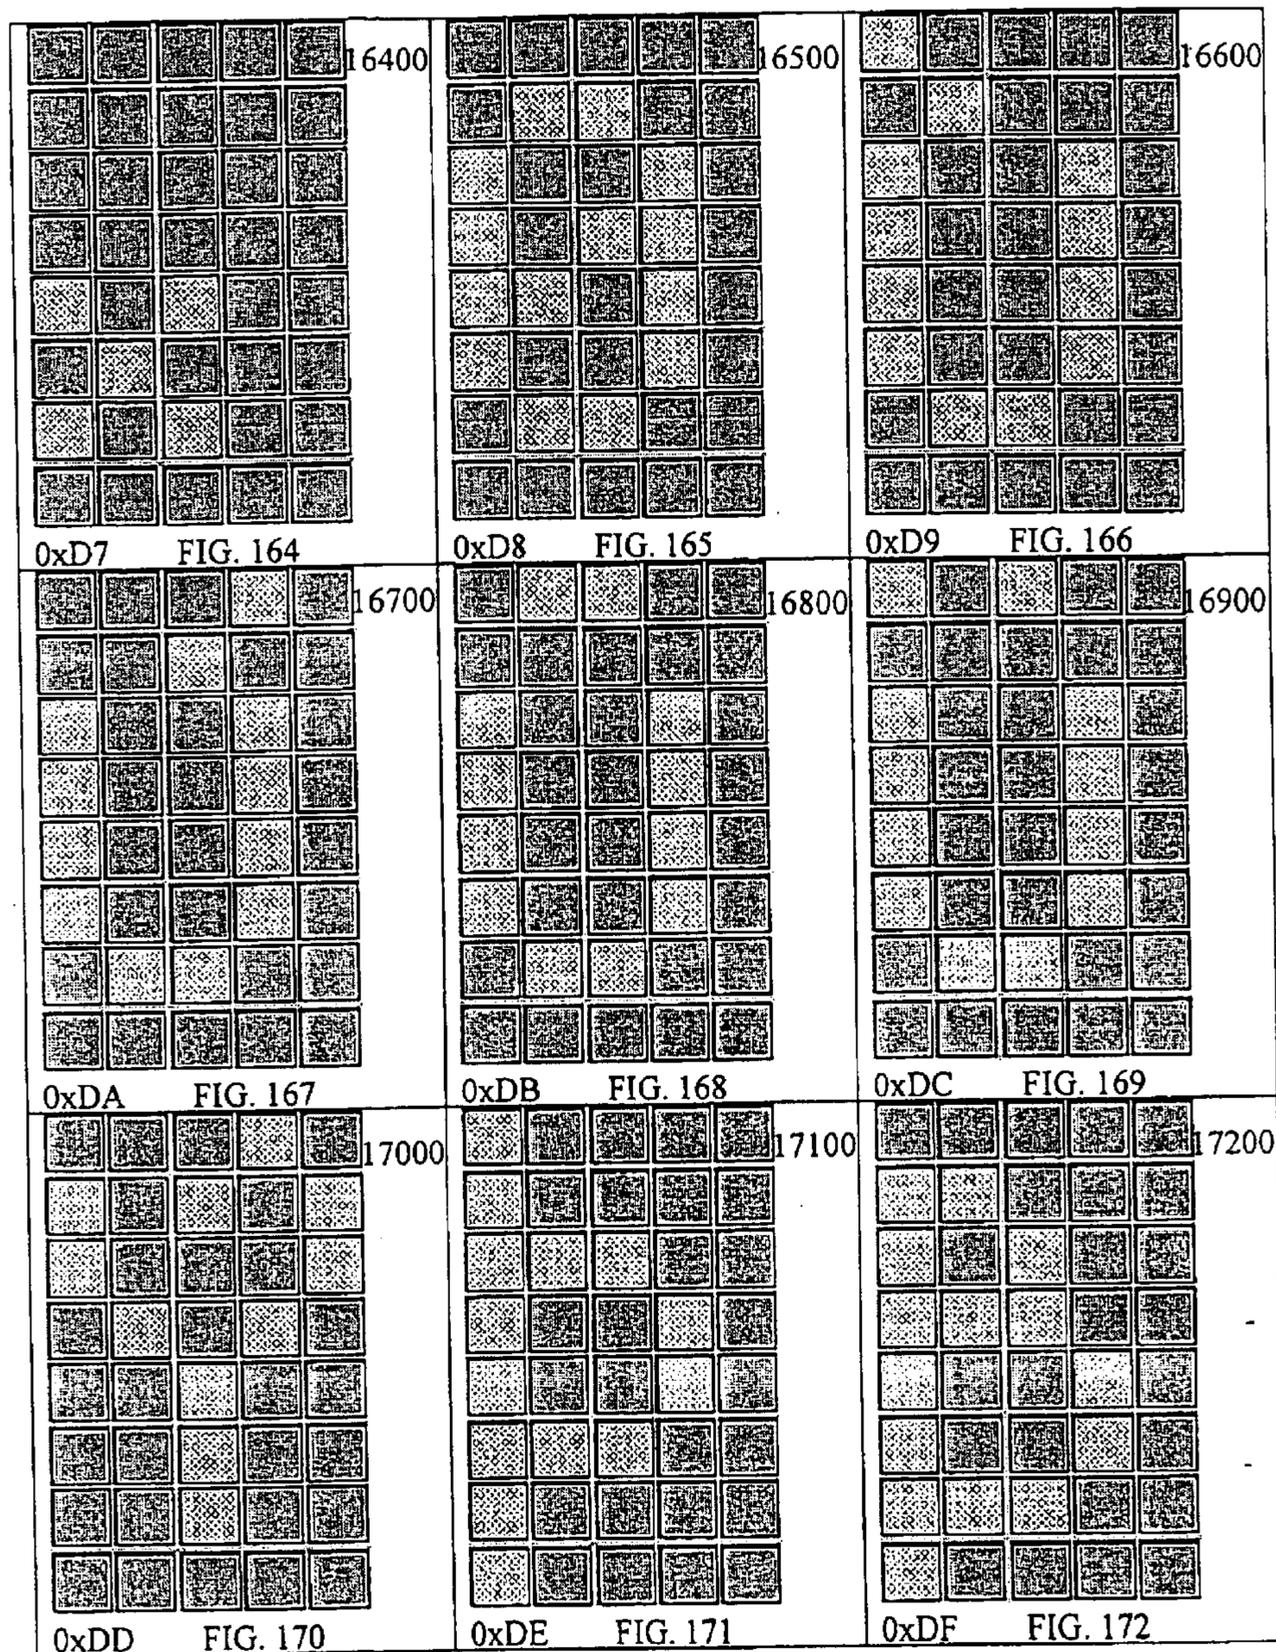 16400 16500 16600
0xD7 FIG. 164 0xD8 FIG. 165 0xD9 FIG. 166
16700 16800 16900
0xDA FIG. 167 0xDB FIG. 168 0xDC FIG. 169
17000 17100 17200
0xDD FIG. 170 0xDE FIG. 171 0xDF FIG. 172